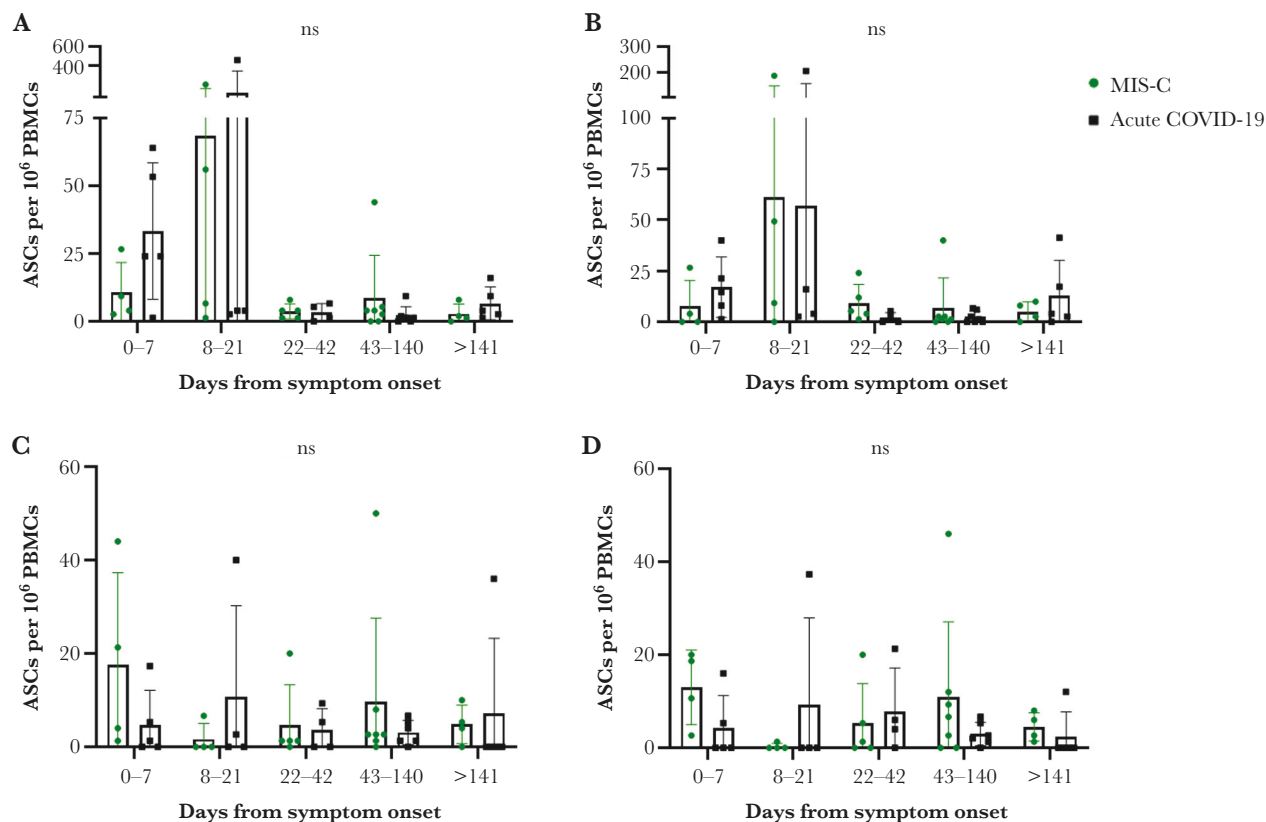 A
ns
600
400
75
50
25
0
ASCs per 10⁶ PBMCs
0–7 8–21 22–42 43–140 >141
Days from symptom onset
B
ns
300
200
100
75
50
25
0
ASCs per 10⁶ PBMCs
0–7 8–21 22–42 43–140 >141
Days from symptom onset
MIS-C
Acute COVID-19
C
ns
60
40
20
0
ASCs per 10⁶ PBMCs
0–7 8–21 22–42 43–140 >141
Days from symptom onset
D
ns
60
40
20
0
ASCs per 10⁶ PBMCs
0–7 8–21 22–42 43–140 >141
Days from symptom onset